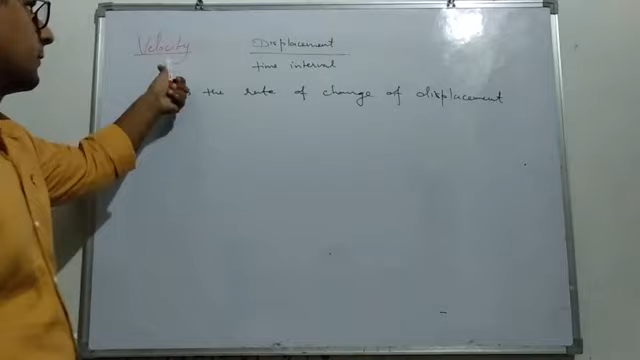 Velocity Displacement
time interval
the rate of change of displacement